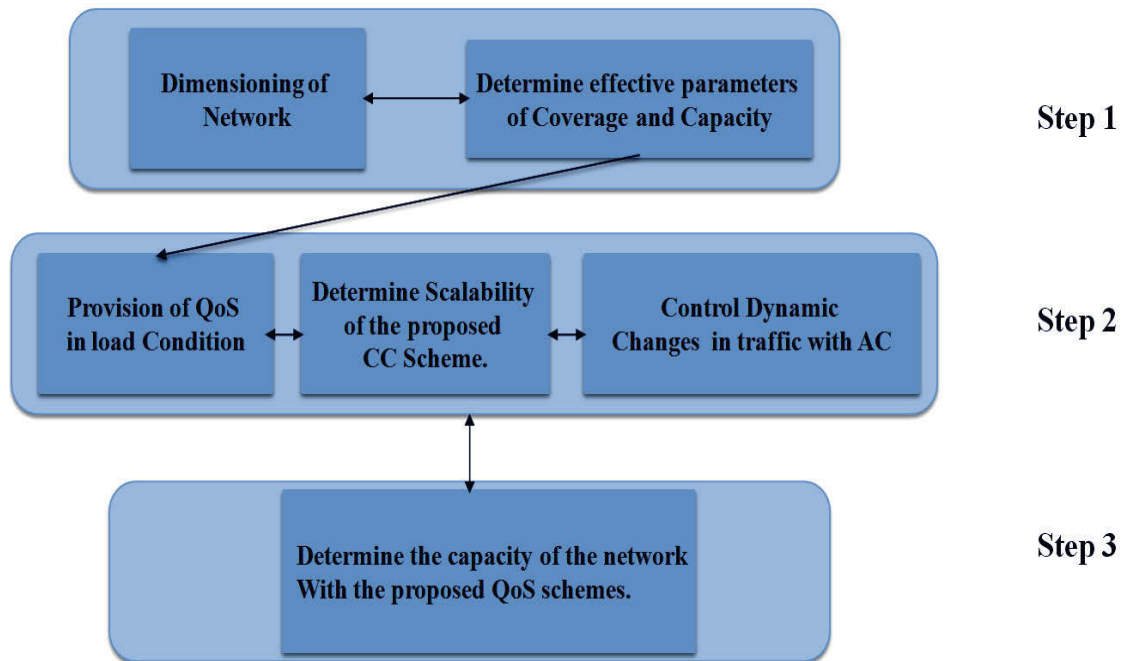 Dimensioning of
Network
Determine effective parameters
of Coverage and Capacity
Step 1
Provision of QoS
in load Condition
Determine Scalability
of the proposed
CC Scheme.
Control Dynamic
Changes in traffic with AC
Step 2
Determine the capacity of the network
With the proposed QoS schemes.
Step 3